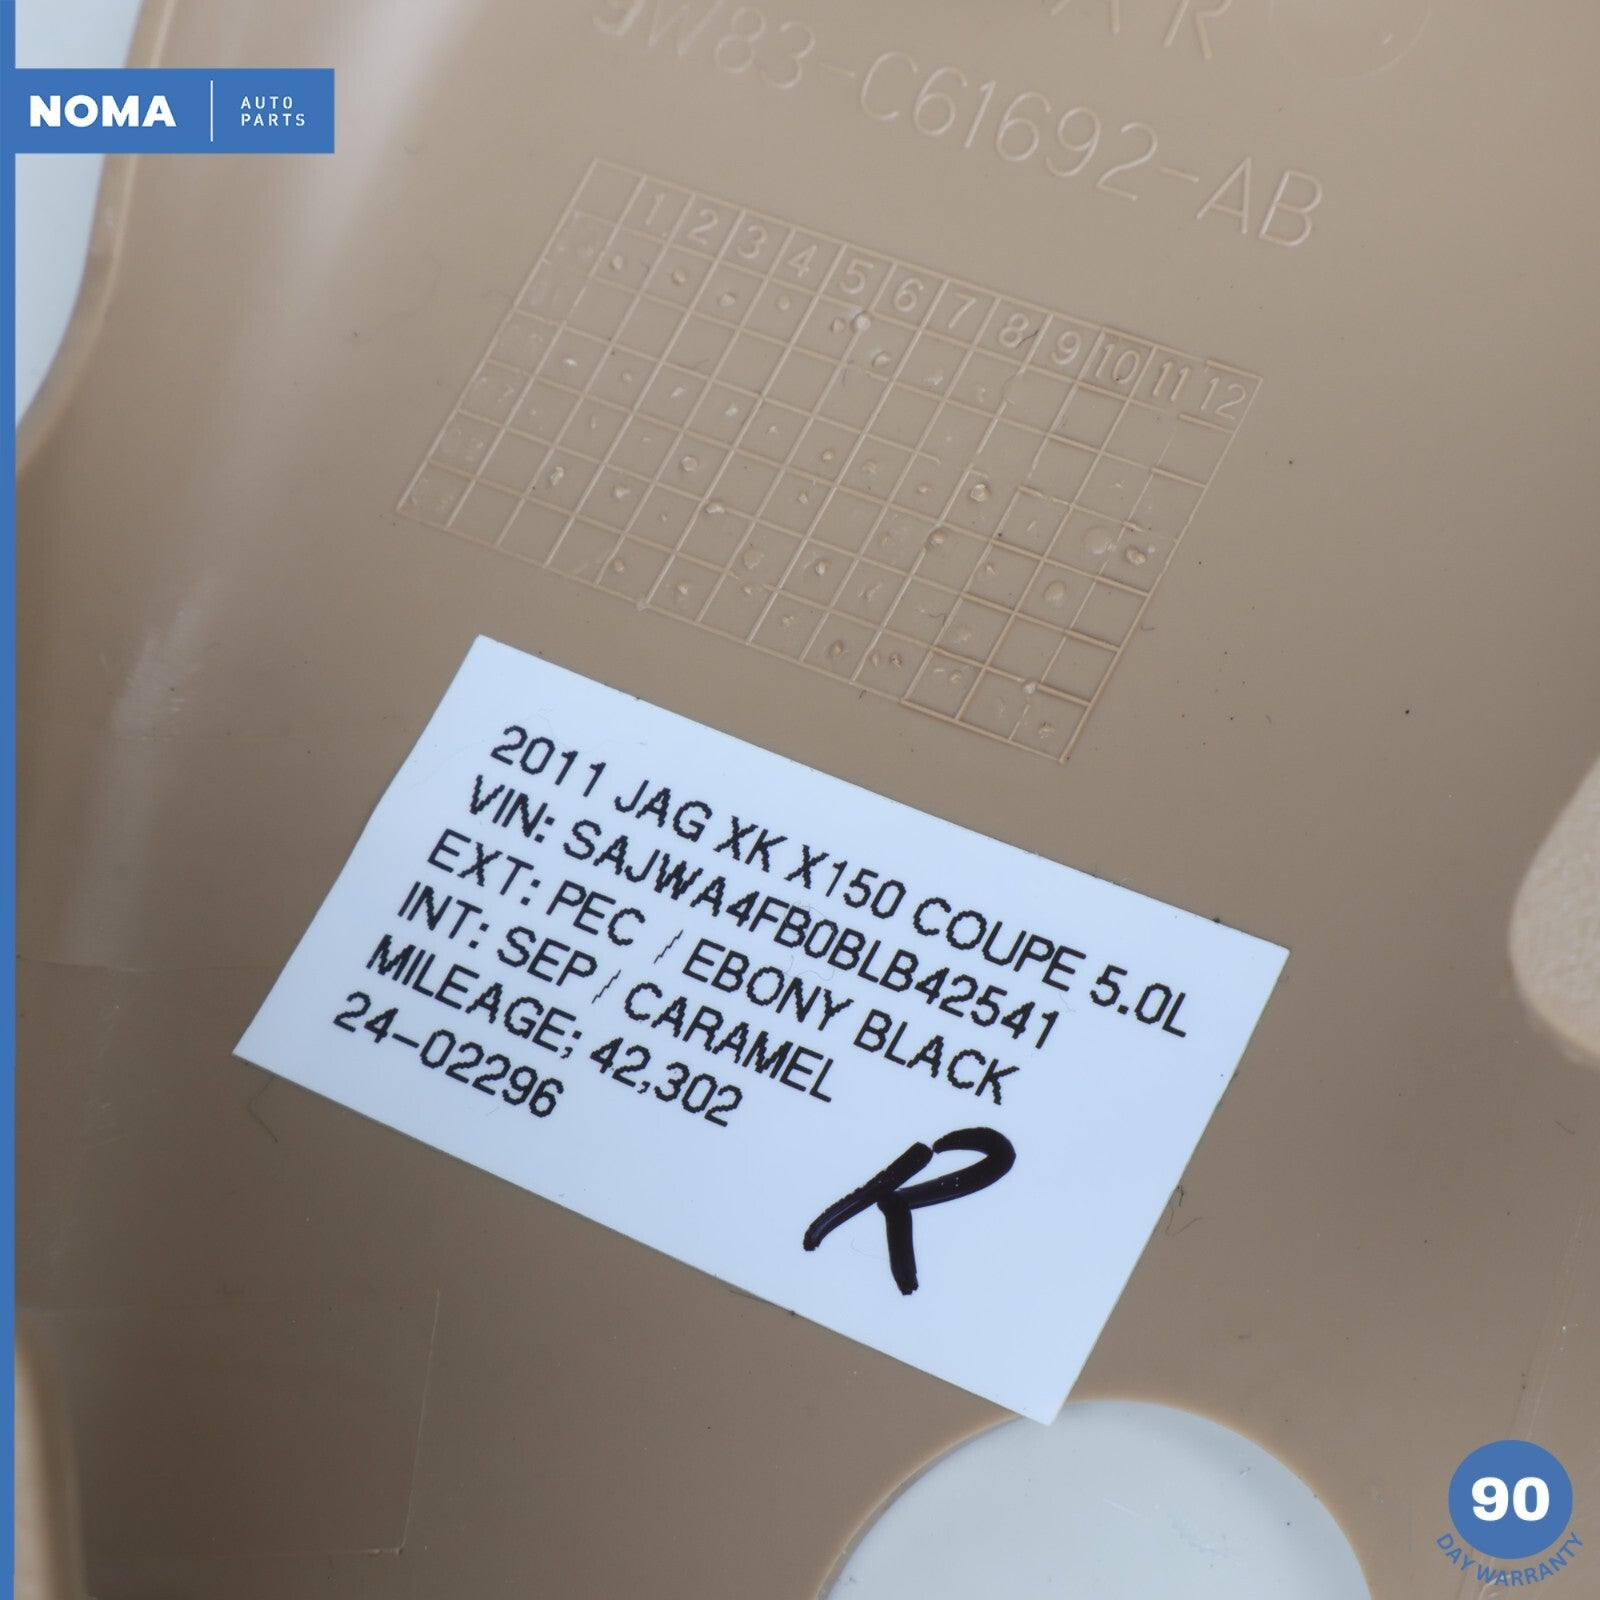 NOMA
AUTO
PARTS
AR
9W83-C61692-AB
1 2 3 4 5 6 7 8 9 10 11 12
2011 JAG XK X150 COUPE 5.0L
VIN: SAJWA4FB0BLB42541
EXT: PEC / EBONY BLACK
INT: SEP / CARAMEL
MILEAGE; 42,302
24-02296
R
90
DAY WARRANTY